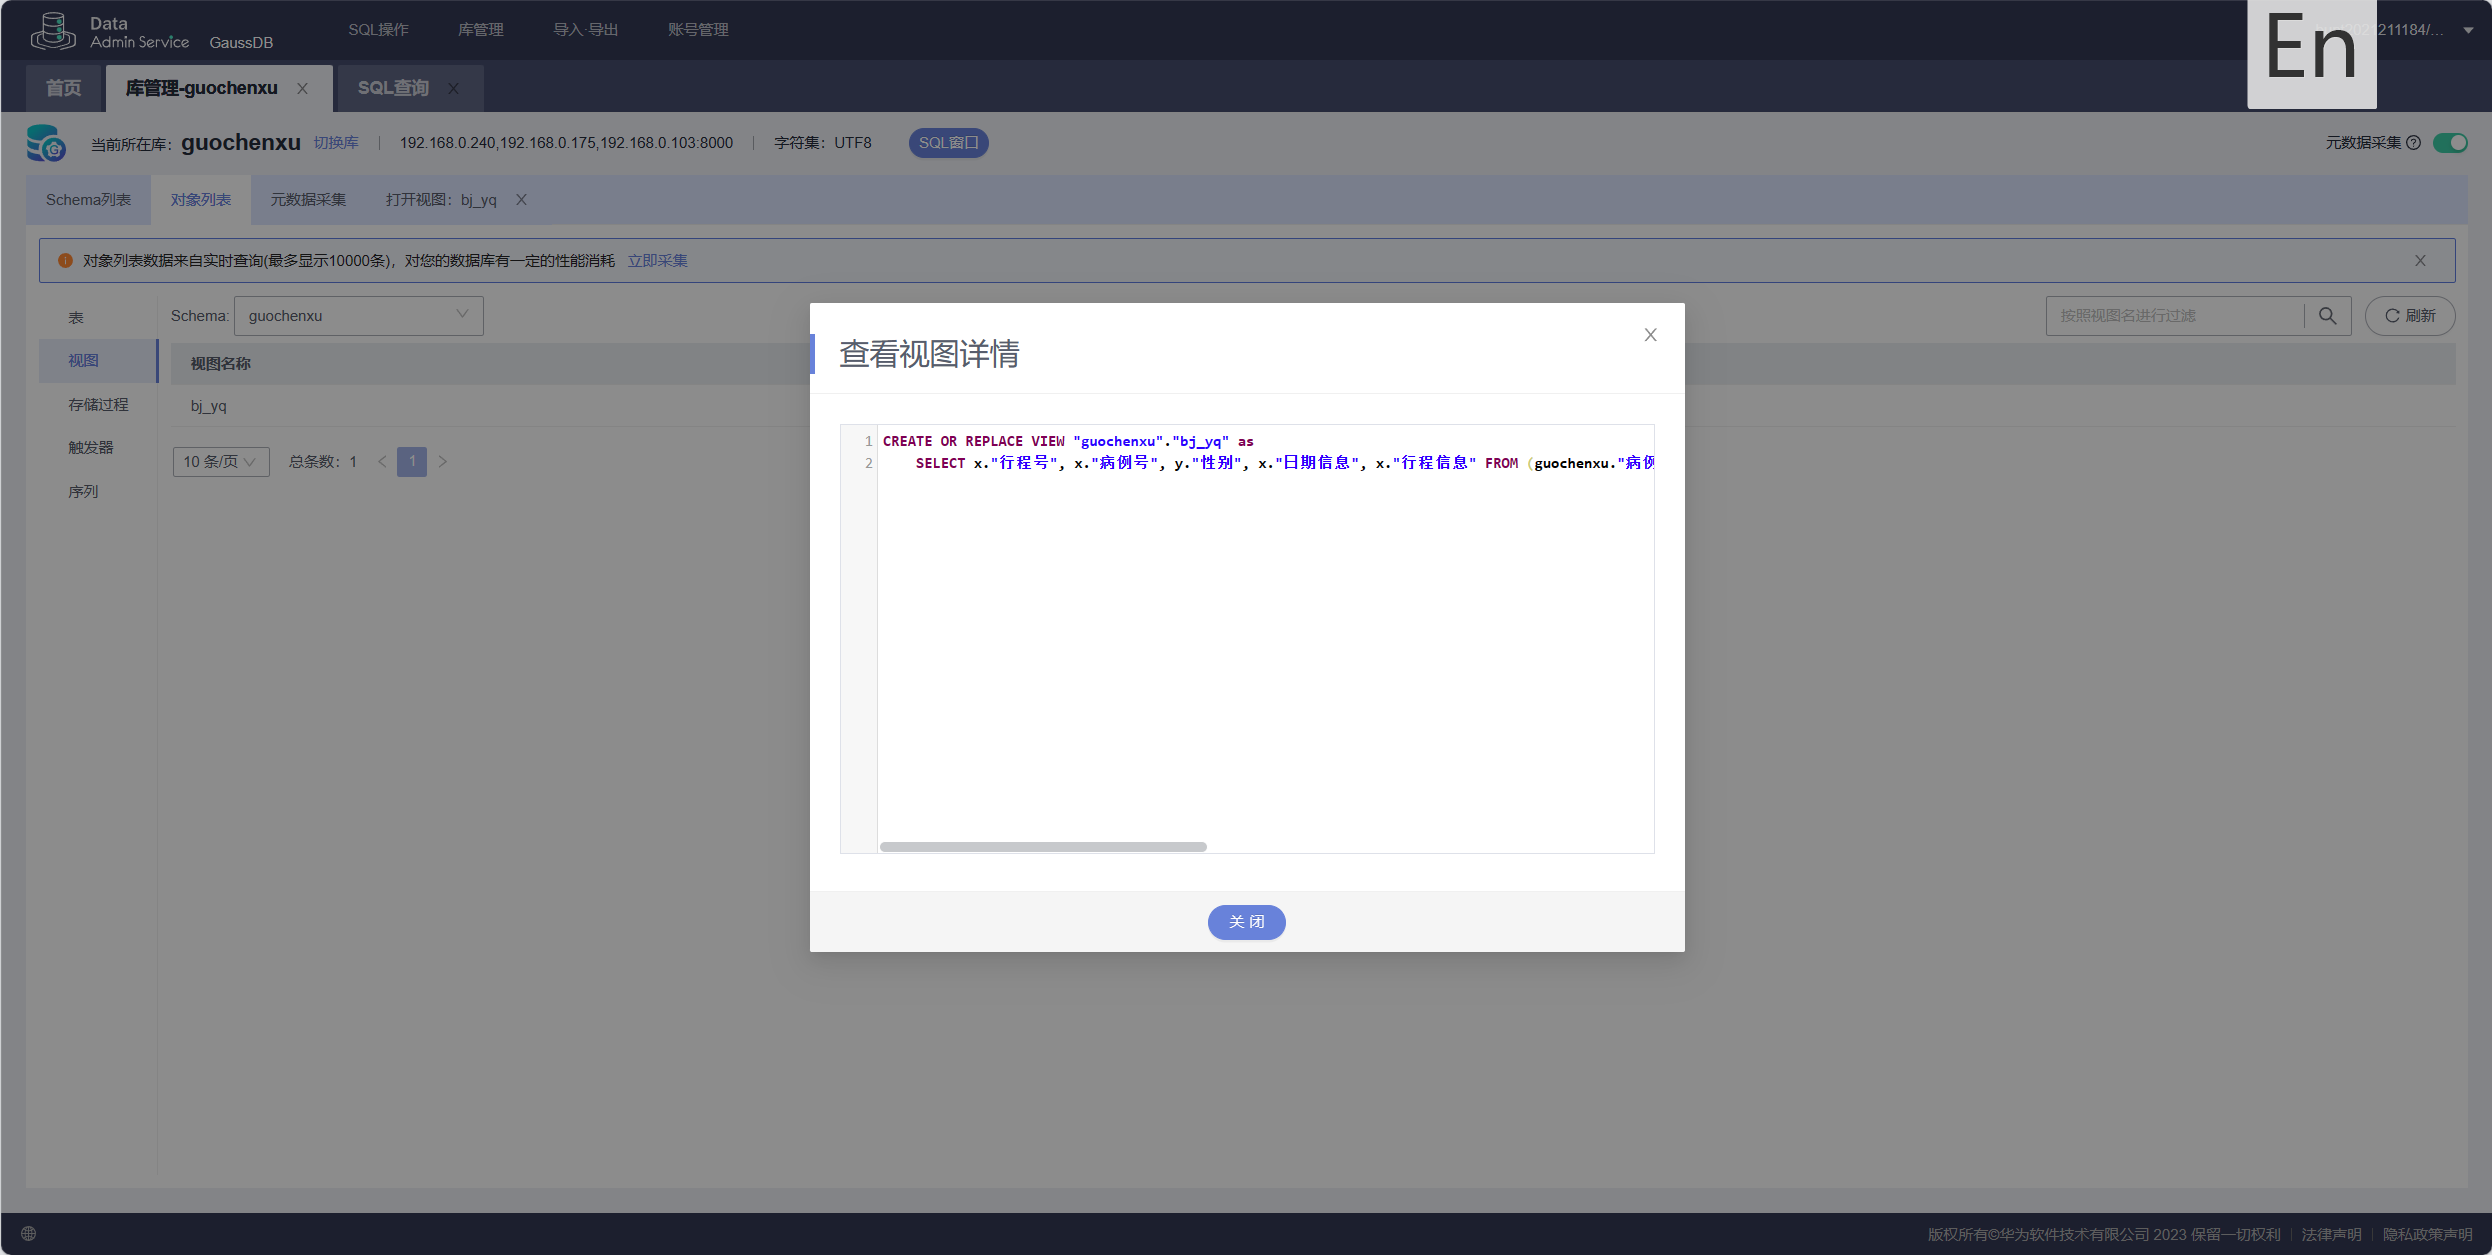 Data
Admin Service GaussDB SQL操作 库管理 导入·导出 账号管理
En
首页 库管理-guochenxu SQL查询
当前所在库: guochenxu 切换库 192.168.0.240,192.168.0.175,192.168.0.103:8000 字符集: UTF8 SQL窗口 元数据采集
Schema列表 对象列表 元数据采集 打开视图: bj_yq
对象列表数据来自实时查询(最多显示10000条), 对您的数据库有一定的性能消耗 立即采集
表 Schema: guochenxu 按照视图名进行过滤 刷新
视图 视图名称
存储过程 bj_yq
触发器
10 条/页 总条数: 1 1
序列
查看视图详情
1 CREATE OR REPLACE VIEW "guochenxu"."bj_yq" as
2 SELECT x."行程号", x."病例号", y."性别", x."日期信息", x."行程信息" FROM (guochenxu."病例
关 闭
版权所有©华为软件技术有限公司 2023 保留一切权利 法律声明 隐私政策声明